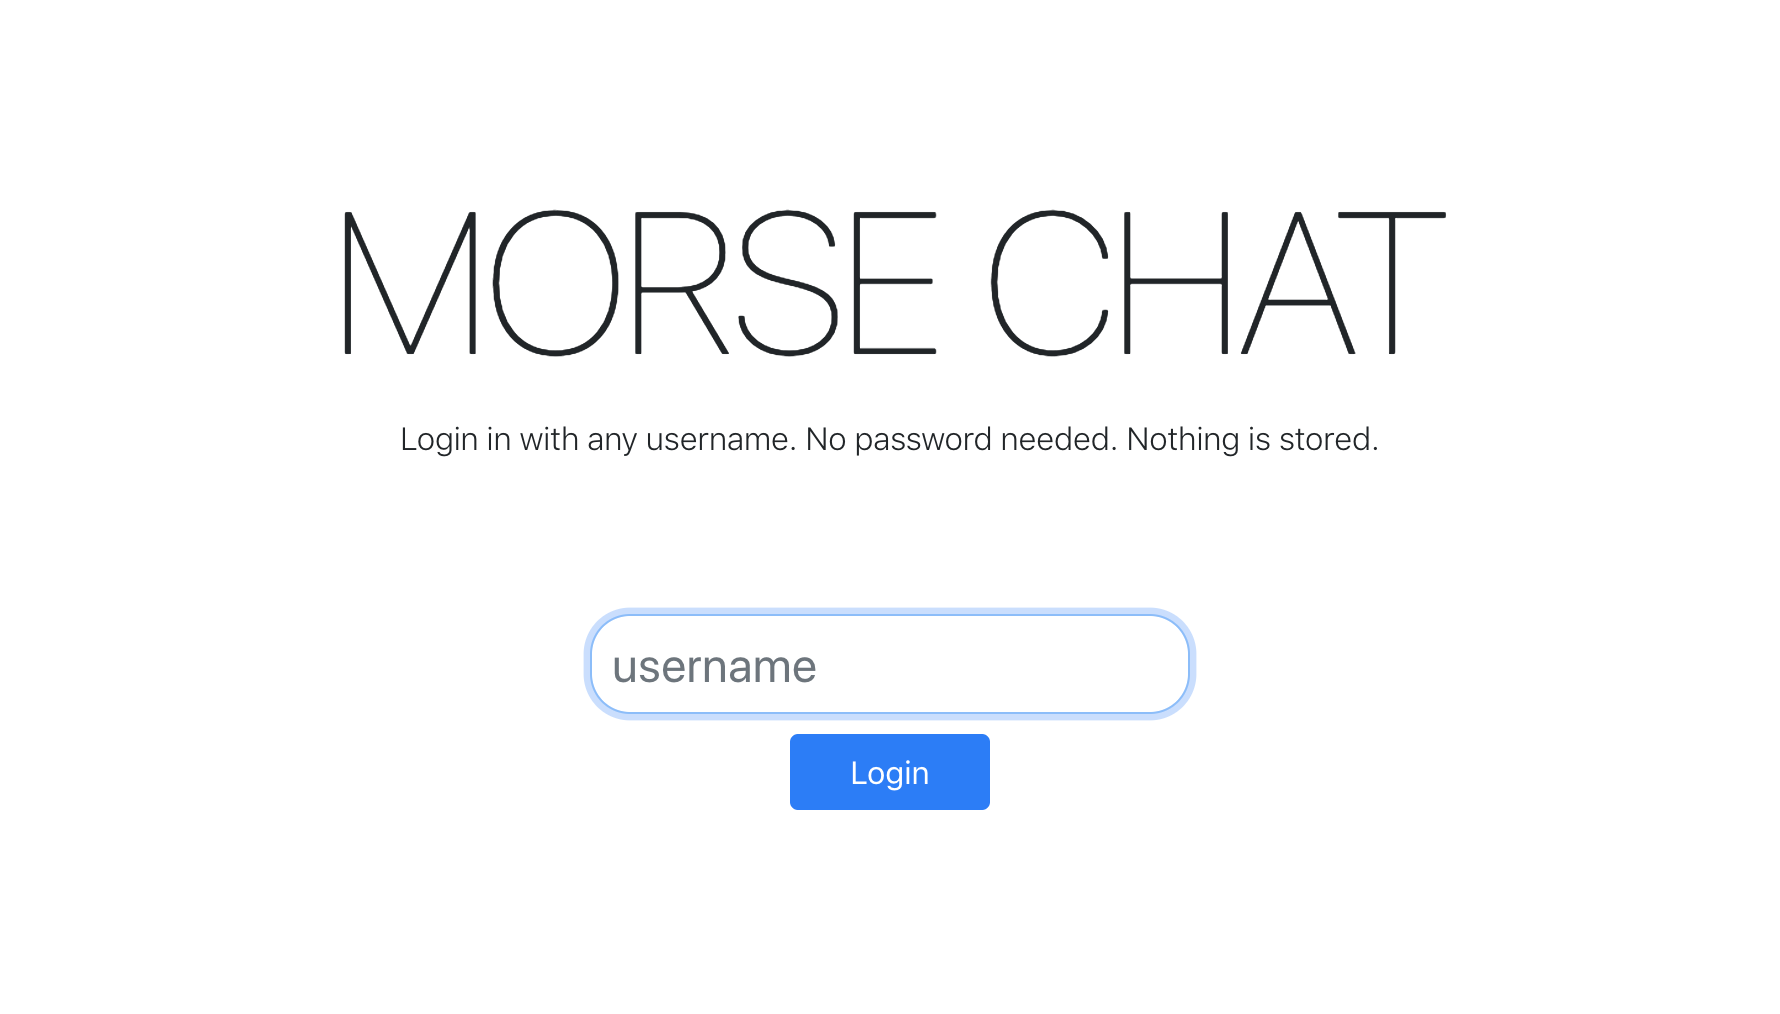 MORSE CHAT
Login in with any username. No password needed. Nothing is stored.
username
Login